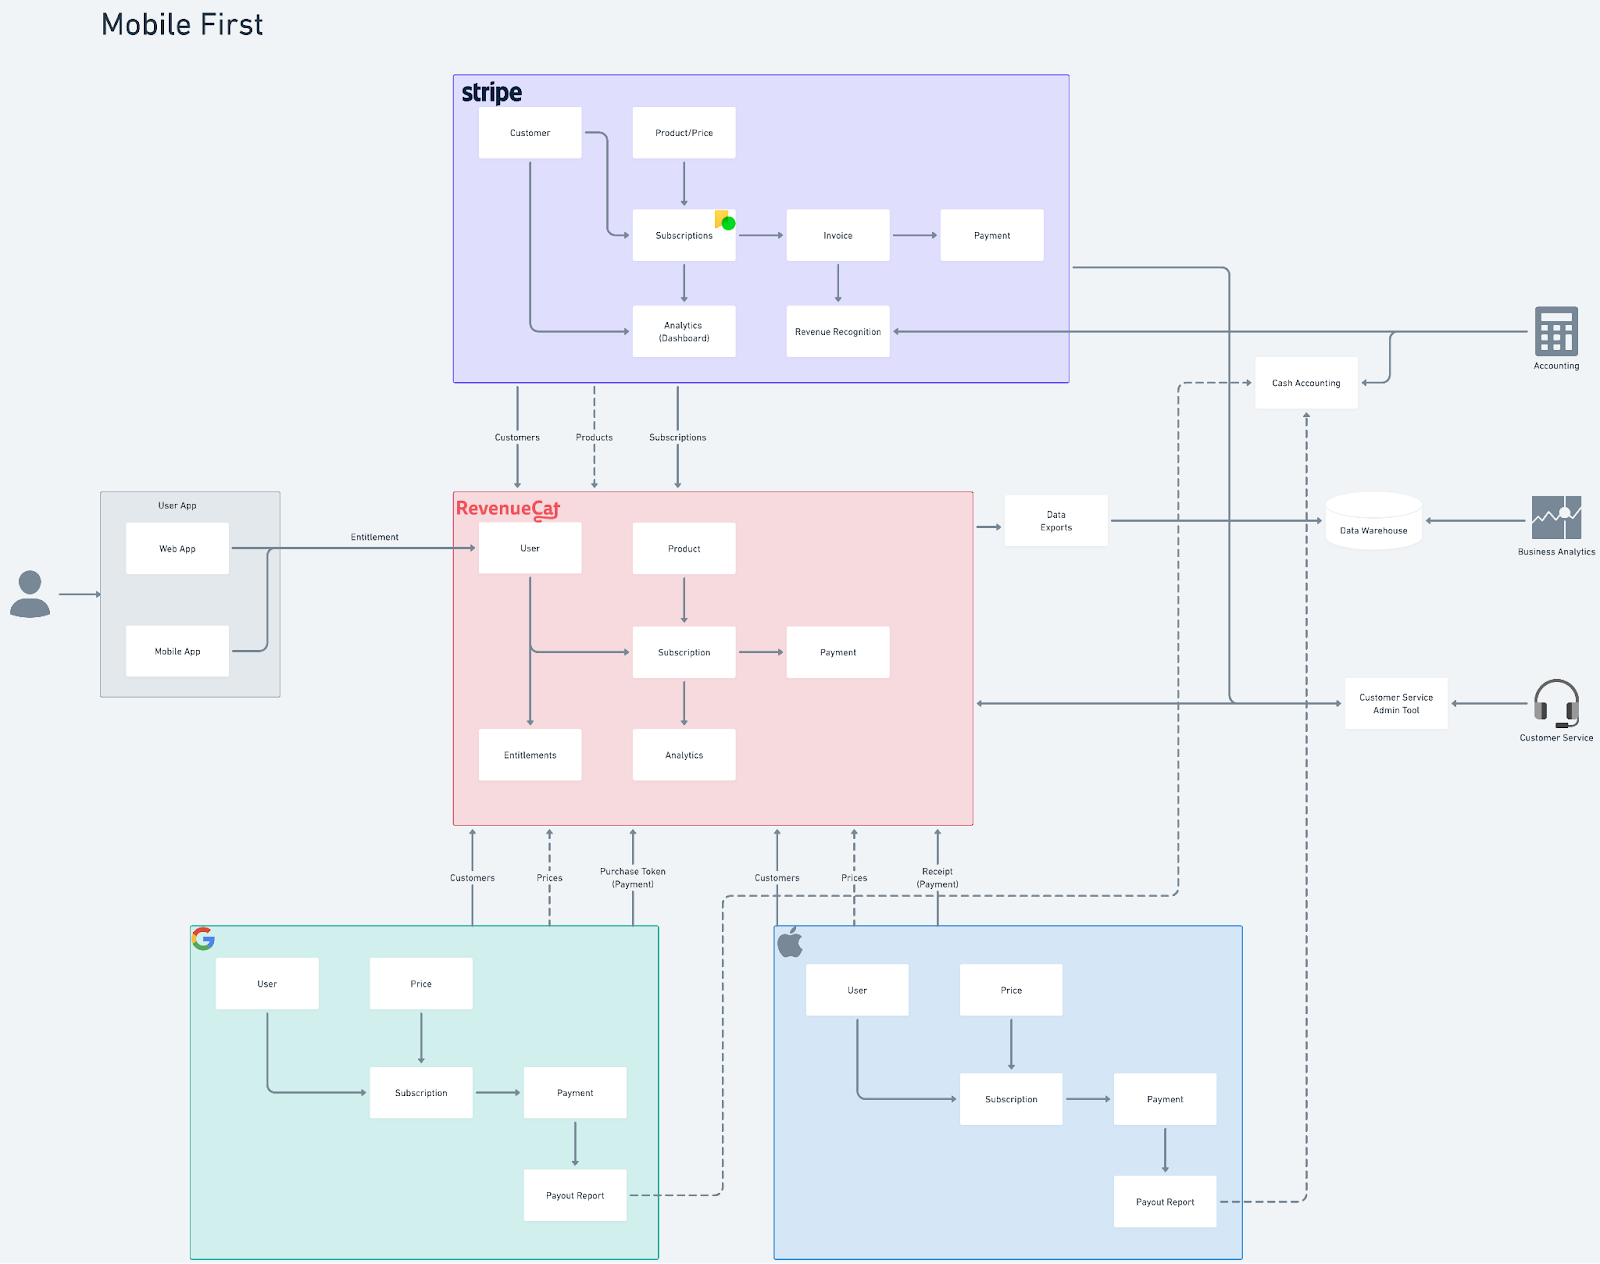 Mobile First
stripe
Customer
Product/Price
Subscriptions
Invoice
Payment
Analytics
(Dashboard)
Revenue Recognition
Accounting
Cash Accounting
Customers
Products
Subscriptions
User App
Web App
Mobile App
Entitlement
RevenueCat
User
Product
Subscription
Payment
Entitlements
Analytics
Data
Exports
Data Warehouse
Business Analytics
Customer Service
Admin Tool
Customer Service
Customers
Prices
Purchase Token
(Payment)
Customers
Prices
Receipt
(Payment)
G
User
Price
Subscription
Payment
Payout Report
User
Price
Subscription
Payment
Payout Report